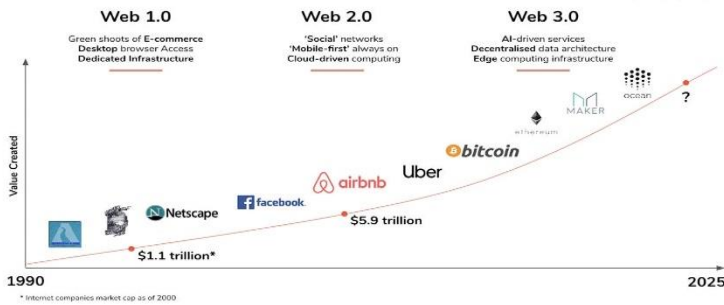 Web 1.0
Green shoots of E-commerce
Desktop browser Access
Dedicated Infrastructure
Web 2.0
'Social' networks
'Mobile-first' always on
Cloud-driven computing
Web 3.0
AI-driven services
Decentralised data architecture
Edge computing infrastructure
Value Created
Netscape
facebook.
airbnb
Uber
bitcoin
ethereum
MAKER
ocean
?
$1.1 trillion*
$5.9 trillion
1990
2025
* Internet companies market cap as of 2000